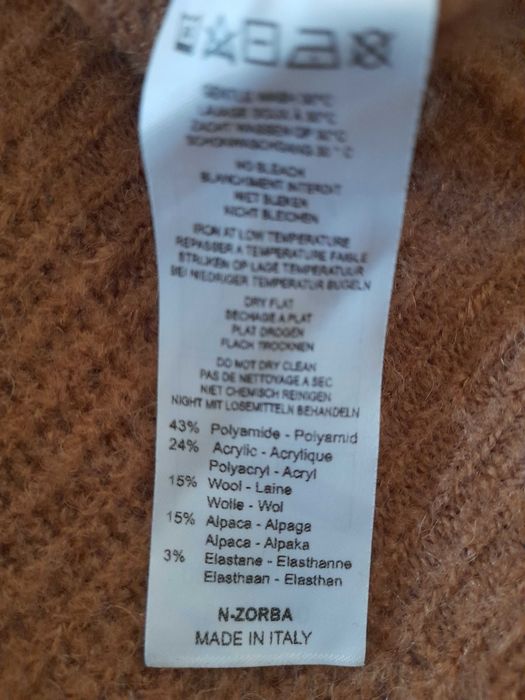 GENTLE WASH 30°C
LAVAGE DOUX À 30°C
ZACHT WASSEN OP 30°C
SCHONWASCHGANG 30 °C
NO BLEACH
BLANCHIMENT INTERDIT
NIET BLEKEN
NICHT BLEICHEN
IRON AT LOW TEMPERATURE
REPASSER A TEMPERATURE FAIBLE
STRIJKEN OP LAGE TEMPERATUUR
BEI NIEDRIGER TEMPERATUR BUGELN
DRY FLAT
SECHAGE A PLAT
PLAT DROGEN
FLACH TROCKNEN
DO NOT DRY CLEAN
PAS DE NETTOYAGE A SEC
NIET CHEMISCH REINIGEN
NIGHT MIT LOSEMITTELN BEHANDELN
43% Polyamide - Polyamid
24% Acrylic - Acrylique
Polyacryl - Acryl
15% Wool - Laine
Wolle - Wol
15% Alpaca - Alpaga
Alpaca - Alpaka
3% Elastane - Elasthanne
Elasthaan - Elasthan
N-ZORBA
MADE IN ITALY